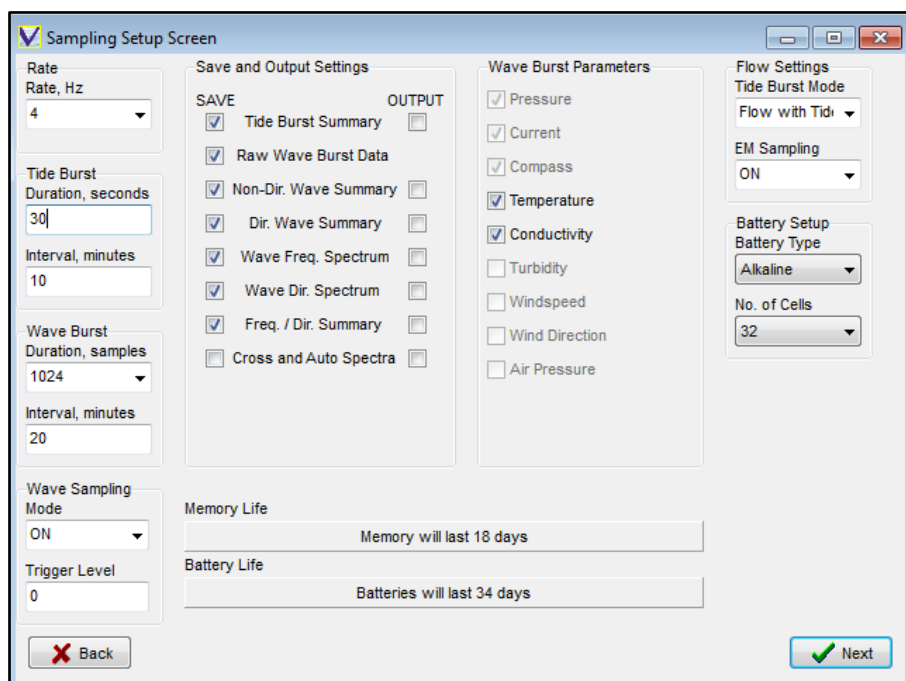 Sampling Setup Screen
Rate
Rate, Hz
4
Tide Burst
Duration, seconds
30
Interval, minutes
10
Wave Burst
Duration, samples
1024
Interval, minutes
20
Wave Sampling
Mode
ON
Trigger Level
0
Save and Output Settings
SAVE OUTPUT
Tide Burst Summary
Raw Wave Burst Data
Non-Dir. Wave Summary
Dir. Wave Summary
Wave Freq. Spectrum
Wave Dir. Spectrum
Freq. / Dir. Summary
Cross and Auto Spectra
Wave Burst Parameters
Pressure
Current
Compass
Temperature
Conductivity
Turbidity
Windspeed
Wind Direction
Air Pressure
Flow Settings
Tide Burst Mode
Flow with Tid
EM Sampling
ON
Battery Setup
Battery Type
Alkaline
No. of Cells
32
Memory Life
Memory will last 18 days
Battery Life
Batteries will last 34 days
Back
Next